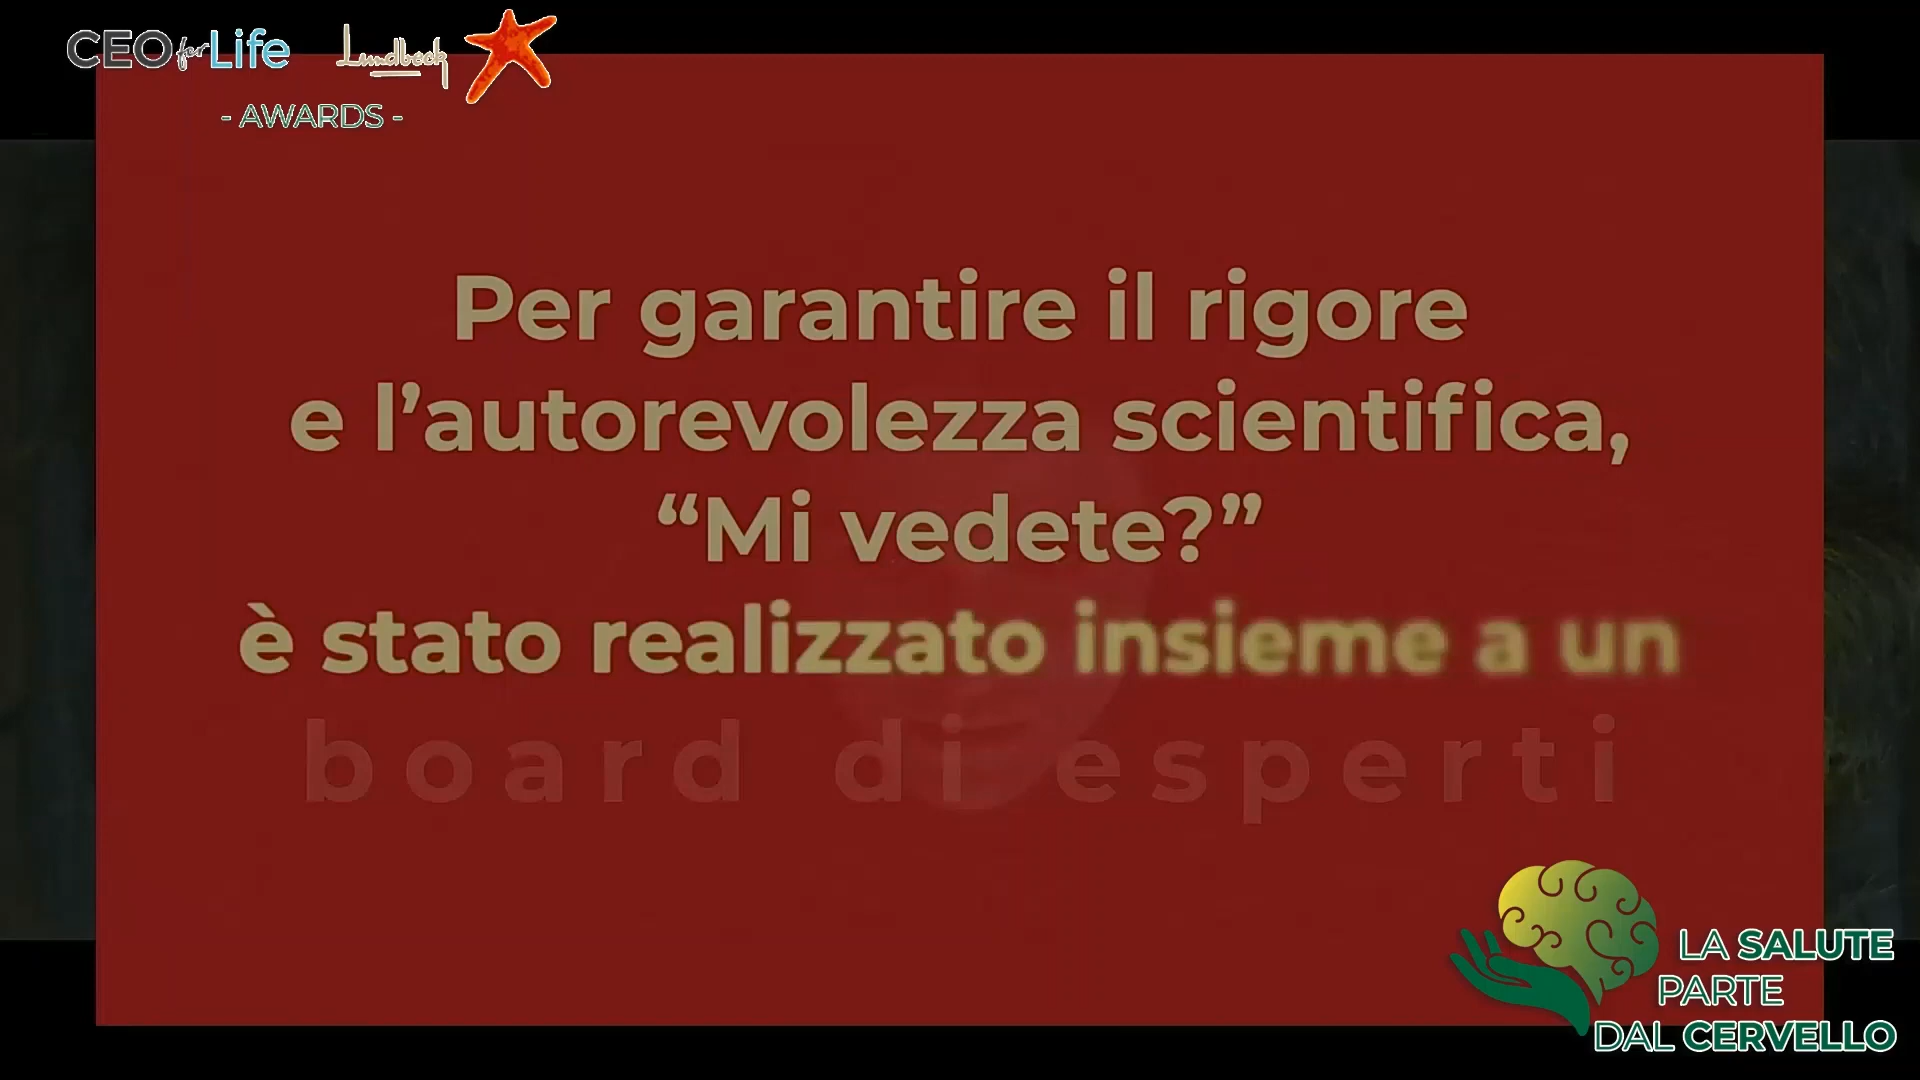 CEO for Life
Lundbeck
- AWARDS -
Per garantire il rigore
e l’autorevolezza scientifica,
“Mi vedete?”
è stato realizzato insieme a un
board di esperti
LA SALUTE
PARTE
DAL CERVELLO